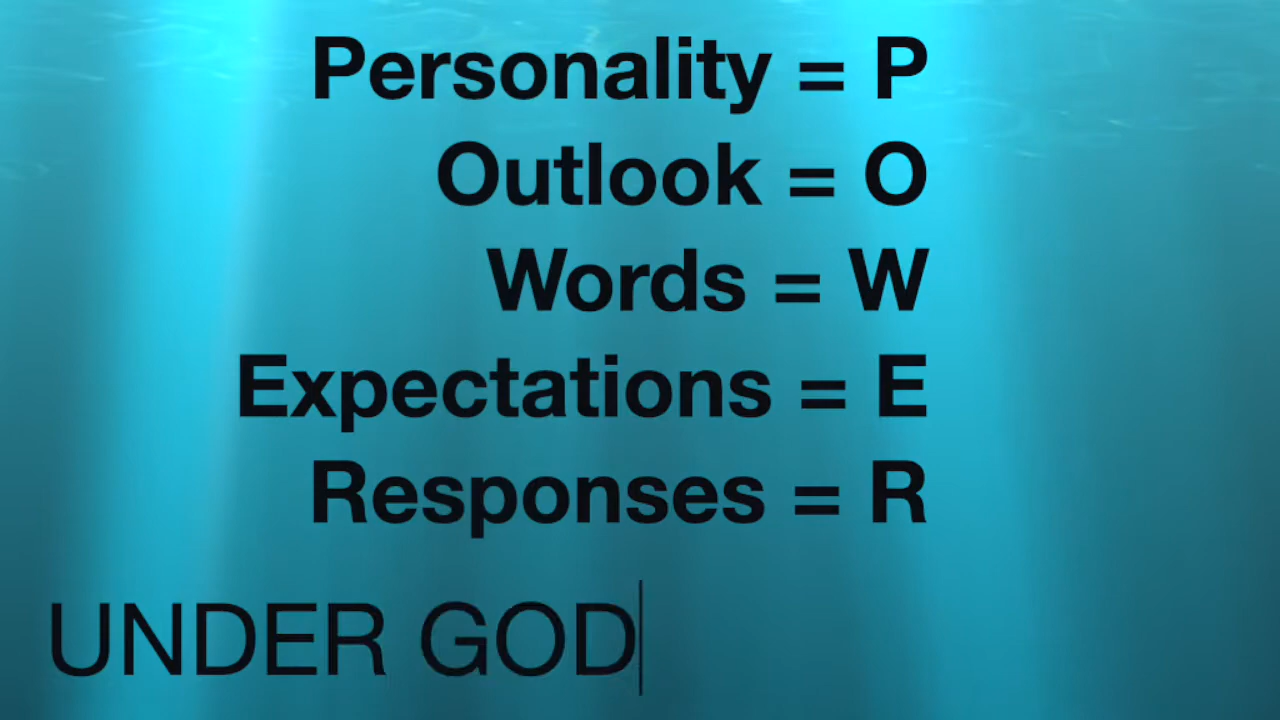 Personality = P
Outlook = O
Words = W
Expectations = E
Responses = R
UNDER GOD